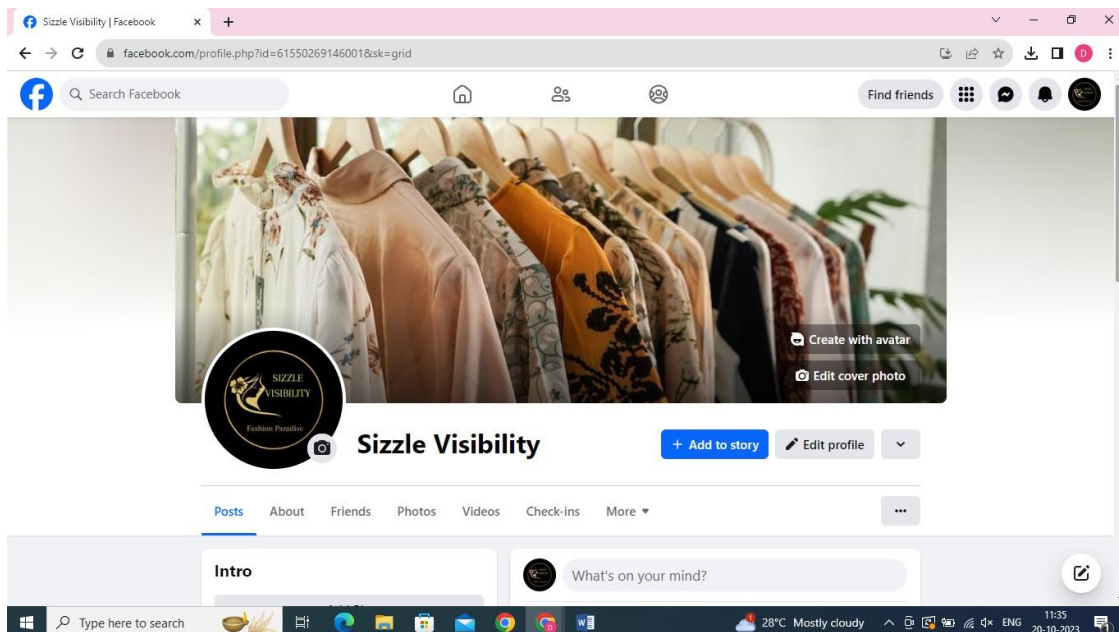 Sizzle Visibility | Facebook
facebook.com/profile.php?id=61550269146001&sk=grid
D
Search Facebook
Find friends
Create with avatar
Edit cover photo
SIZZLE
VISIBILITY
Fashion Paradise
Sizzle Visibility
+ Add to story
Edit profile
Posts About Friends Photos Videos Check-ins More
Intro
What's on your mind?
Type here to search
28°C Mostly cloudy
ENG
11:35
20-10-2023